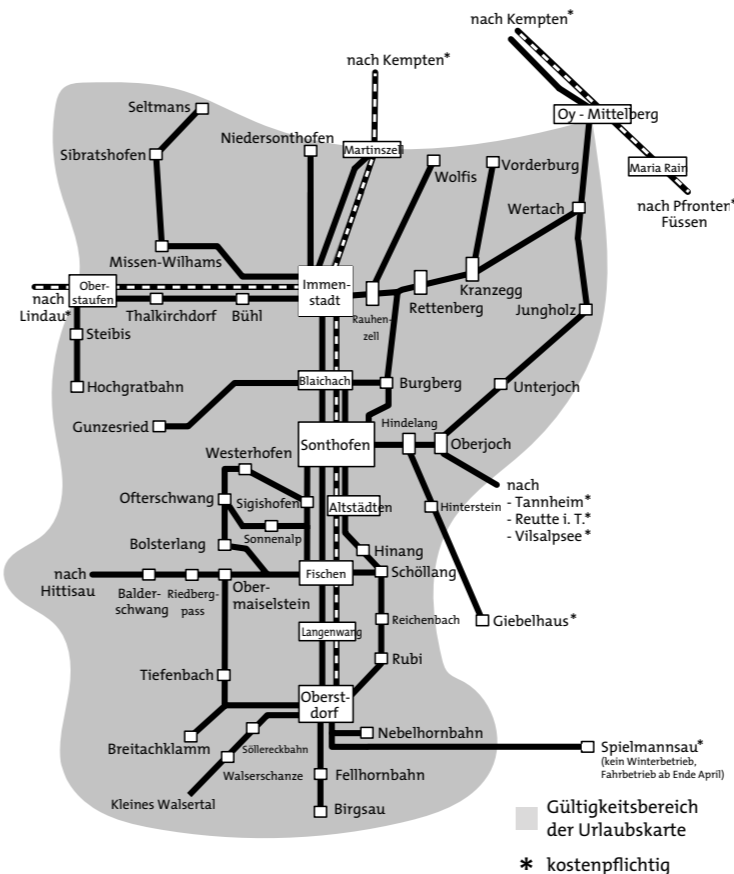 nach Kempten*
nach Kempten*
Seltmans
Niedersonthofen
Martinszell
Oy - Mittelberg
Sibratshofen
Wolfis
Vorderburg
Maria Rain
nach Pfronten*
Füssen
Wertach
Missen-Wilhams
Ober-
staufen
Immen-
stadt
nach
Lindau*
Thalkirchdorf
Bühl
Rauhen-
zell
Rettenberg
Kranzegg
Jungholz
Steibis
Hochgratbahn
Blaichach
Burgberg
Unterjoch
Gunzesried
Sonthofen
Hindelang
Oberjoch
Westerhofen
nach
- Tannheim*
- Reutte i. T.*
- Vilsalpsee*
Ofterschwang
Sigishofen
Altstädten
Hinterstein
Sonnenalp
Bolsterlang
Hinang
nach
Hittisau
Balder-
schwang
Riedberg-
pass
Ober-
maiselstein
Fischen
Schöllang
Reichenbach
Giebelhaus*
Langenwang
Tiefenbach
Rubi
Oberst-
dorf
Breitachklamm
Söllereckbahn
Nebelhornbahn
Spielmannsau*
(kein Winterbetrieb,
Fahrbetrieb ab Ende April)
Walserschanze
Fellhornbahn
Kleines Walsertal
Birgsau
Gültigkeitsbereich
der Urlaubskarte
* kostenpflichtig